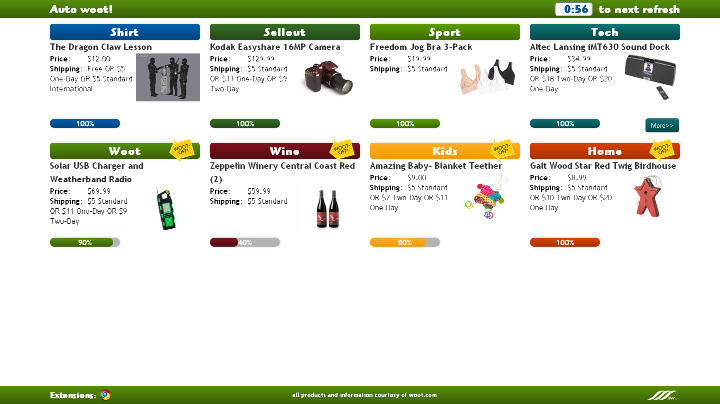 Auto woot!
0:56 to next refresh
Shirt
The Dragon Claw Lesson
Price: $12.00
Shipping: Free OR $5
One-Day OR $5 Standard
International
100%
Sellout
Kodak Easyshare 16MP Camera
Price: $129.99
Shipping: $5 Standard
OR $11 One-Day OR $9
Two-Day
100%
Sport
Freedom Jog Bra 3-Pack
Price: $19.99
Shipping: $5 Standard
100%
Tech
Altec Lansing iMT630 Sound Dock
Price: $34.99
Shipping: $5 Standard
OR $18 Two-Day OR $20
One-Day
100%
More>>
Woot
WOOT-OFF!
Solar USB Charger and
Weatherband Radio
Price: $69.99
Shipping: $5 Standard
OR $11 One-Day OR $9
Two-Day
90%
Wine
WOOT-OFF!
Zeppelin Winery Central Coast Red
(2)
Price: $59.99
Shipping: $5 Standard
40%
Kids
WOOT-OFF!
Amazing Baby- Blanket Teether
Price: $9.00
Shipping: $5 Standard
OR $7 Two Day OR $11
One Day
80%
Home
WOOT-OFF!
Galt Wood Star Red Twig Birdhouse
Price: $8.99
Shipping: $5 Standard
OR $10 Two Day OR $20
One Day
100%
Extensions:
all products and information courtesy of woot.com